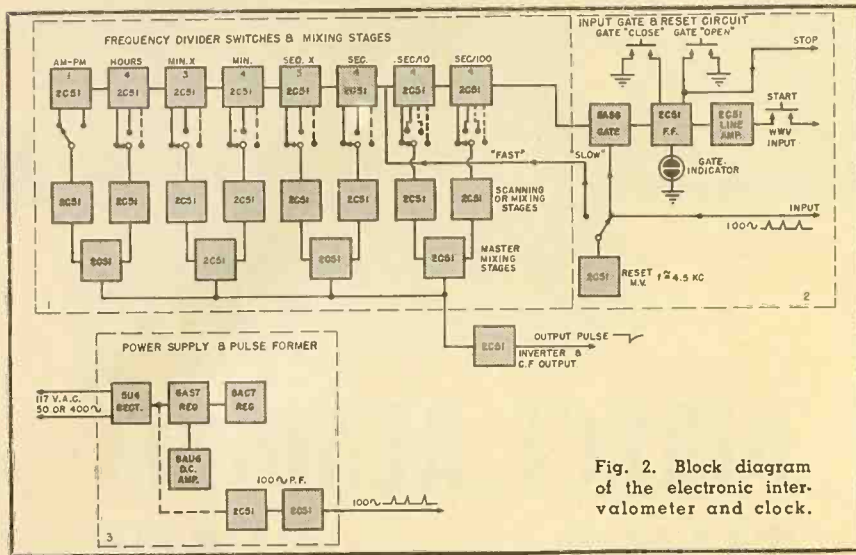 FREQUENCY DIVIDER SWITCHES & MIXING STAGES
AM-PM HOURS MIN. X MIN. SEC. X SEC. SEC/10 SEC/100
1 4 3 4 3 4 4 4
2C51 2C51 2C51 2C51 2C51 2C51 2C51 2C51
"FAST" "SLOW"
2C51 2C51 2C51 2C51 2C51 2C51 2C51 2C51
SCANNING
OR MIXING
STAGES
2C51 2C51 2C51 2C51
MASTER
MIXING
STAGES
1
INPUT GATE & RESET CIRCUIT
GATE "CLOSE" GATE "OPEN"
STOP
START
6AS6
GATE
2C51
F.F.
2C51
LINE
AMP.
WWV
INPUT
GATE
INDICATOR
INPUT
100∿
2C51
RESET
M.V.
f ≈ 4.5 KC
2
2C51
OUTPUT PULSE
INVERTER &
C.F OUTPUT
POWER SUPPLY & PULSE FORMER
117 V.A.C.
50 OR 400∿
5U4
RECT.
6AS7
REG
6AC7
REG
6AU6
D.C.
AMP.
100∿ P.F.
2C51 2C51
100∿
3
Fig. 2. Block diagram
of the electronic inter-
valometer and clock.